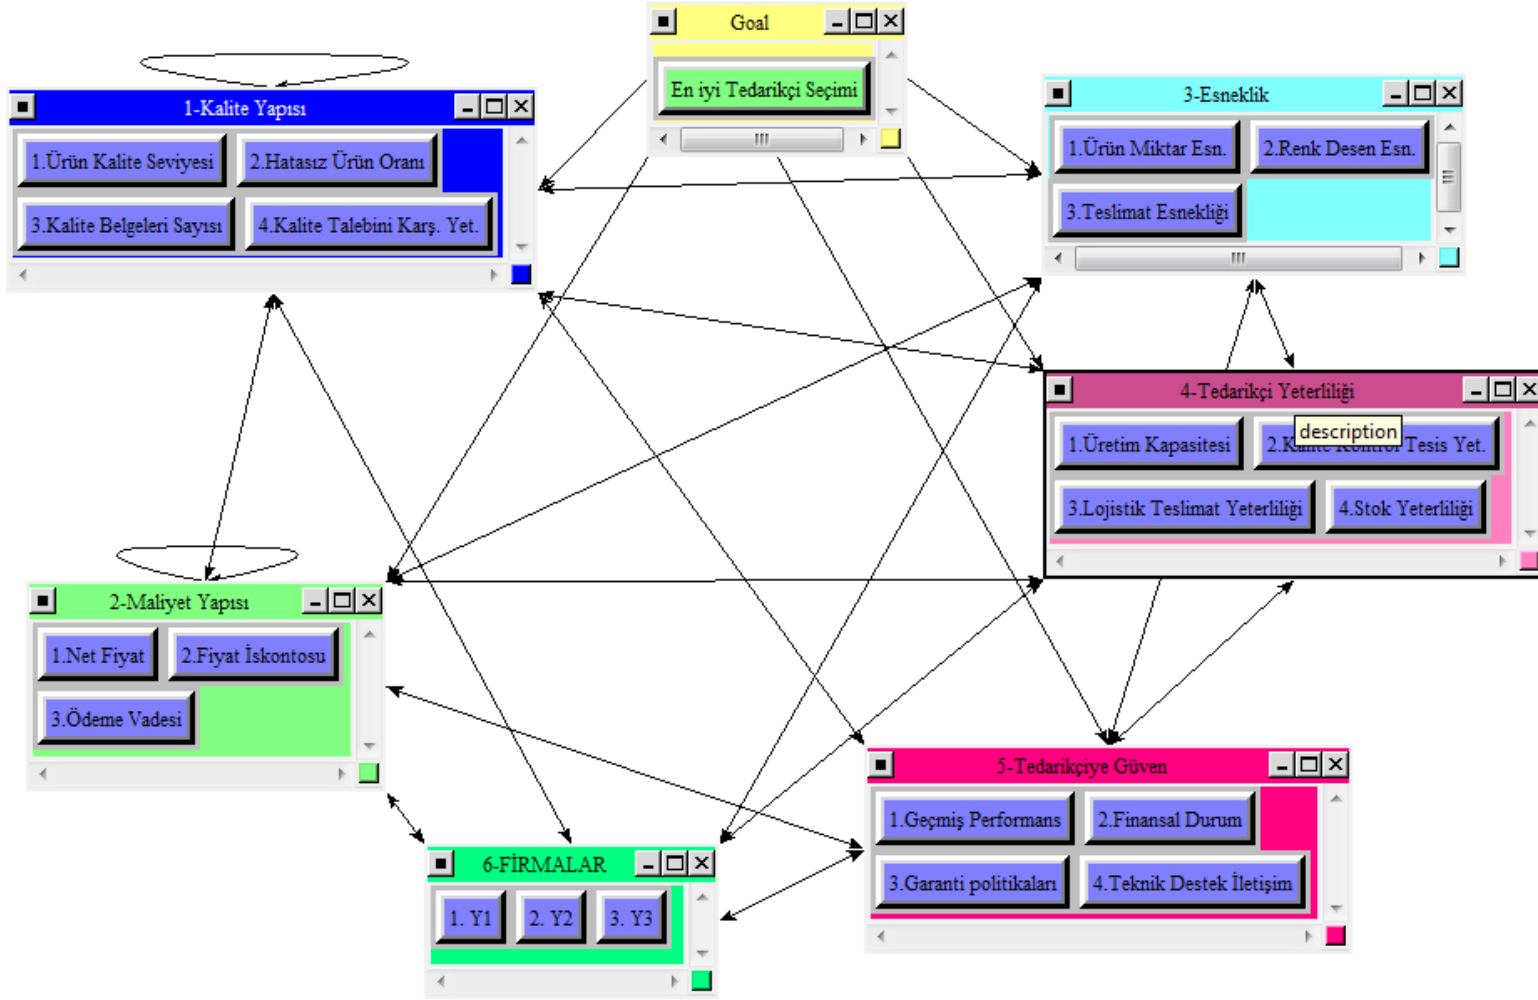 Goal
En iyi Tedarikçi Seçimi
1-Kalite Yapısı
1.Ürün Kalite Seviyesi
2.Hatasız Ürün Oranı
3.Kalite Belgeleri Sayısı
4.Kalite Talebini Karş. Yet.
3-Esneklik
1.Ürün Miktar Esn.
2.Renk Desen Esn.
3.Teslimat Esnekliği
4-Tedarikçi Yeterliliği
description
1.Üretim Kapasitesi
2.Kalite Kontrol Tesis Yet.
3.Lojistik Teslimat Yeterliliği
4.Stok Yeterliliği
2-Maliyet Yapısı
1.Net Fiyat
2.Fiyat İskontosu
3.Ödeme Vadesi
5-Tedarikçiye Güven
1.Geçmiş Performans
2.Finansal Durum
3.Garanti politikaları
4.Teknik Destek İletişim
6-FİRMALAR
1. Y1
2. Y2
3. Y3